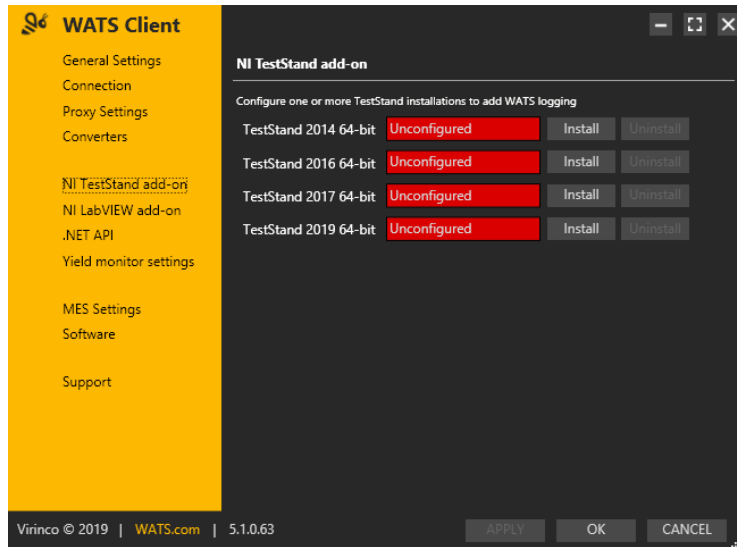 WATS Client
General Settings
Connection
Proxy Settings
Converters
NI TestStand add-on
NI LabVIEW add-on
.NET API
Yield monitor settings
MES Settings
Software
Support
NI TestStand add-on
Configure one or more TestStand installations to add WATS logging
TestStand 2014 64-bit Unconfigured Install Uninstall
TestStand 2016 64-bit Unconfigured Install Uninstall
TestStand 2017 64-bit Unconfigured Install Uninstall
TestStand 2019 64-bit Unconfigured Install Uninstall
Virinco © 2019 | WATS.com | 5.1.0.63 APPLY OK CANCEL